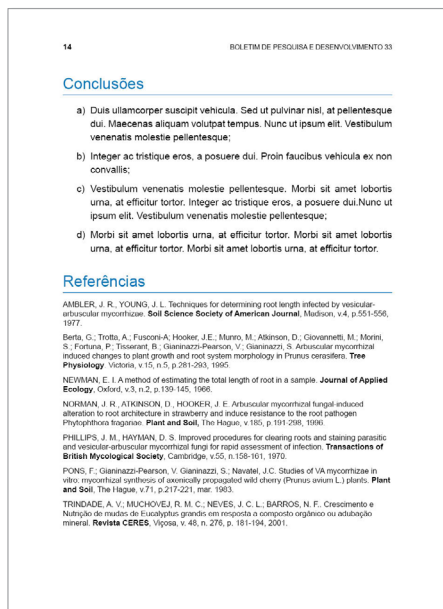 14 BOLETIM DE PESQUISA E DESENVOLVIMENTO 33
Conclusões
a) Duis ullamcorper suscipit vehicula. Sed ut pulvinar nisl, at pellentesque
dui. Maecenas aliquam volutpat tempus. Nunc ut ipsum elit. Vestibulum
venenatis molestie pellentesque;
b) Integer ac tristique eros, a posuere dui. Proin faucibus vehicula ex non
convallis;
c) Vestibulum venenatis molestie pellentesque. Morbi sit amet lobortis
urna, at efficitur tortor. Integer ac tristique eros, a posuere dui.Nunc ut
ipsum elit. Vestibulum venenatis molestie pellentesque;
d) Morbi sit amet lobortis urna, at efficitur tortor. Morbi sit amet lobortis
urna, at efficitur tortor. Morbi sit amet lobortis urna, at efficitur tortor.
Referências
AMBLER, J. R., YOUNG, J. L. Techniques for determining root length infected by vesicular-
arbuscular mycorrhizae. Soil Science Society of American Journal, Madison, v.4, p.551-556,
1977.
Berta, G.; Trotta, A.; Fusconi-A; Hooker, J.E.; Munro, M.; Atkinson, D.; Giovannetti, M.; Morini,
S.; Fortuna, P.; Tisserant, B.; Gianinazzi-Pearson, V.; Gianinazzi, S. Arbuscular mycorrhizal
induced changes to plant growth and root system morphology in Prunus cerasifera. Tree
Physiology. Victoria, v.15, n.5, p.281-293, 1995.
NEWMAN, E. I. A method of estimating the total length of root in a sample. Journal of Applied
Ecology, Oxford, v.3, n.2, p.139-145, 1966.
NORMAN, J. R., ATKINSON, D., HOOKER, J. E. Arbuscular mycorrhizal fungal-induced
alteration to root architecture in strawberry and induce resistance to the root pathogen
Phytophthora fraganae. Plant and Soil, The Hague, v.185, p.191-298, 1996.
PHILLIPS, J. M., HAYMAN, D. S. Improved procedures for clearing roots and staining parasitic
and vesicular-arbuscular mycorrhizal fungi for rapid assessment of infection. Transactions of
British Mycological Society, Cambridge, v.55, n.158-161, 1970.
PONS, F.; Gianinazzi-Pearson, V. Gianinazzi, S.; Navatel, J.C. Studies of VA mycorrhizae in
vitro: mycorrhizal synthesis of axenically propagated wild cherry (Prunus avium L.) plants. Plant
and Soil, The Hague, v.71, p.217-221, mar. 1983.
TRINDADE, A. V.; MUCHOVEJ, R. M. C.; NEVES, J. C. L.; BARROS, N. F.. Crescimento e
Nutrição de mudas de Eucalyptus grandis em resposta a composto orgânico ou adubação
mineral. Revista CERES, Viçosa, v. 48, n. 276, p. 181-194, 2001.